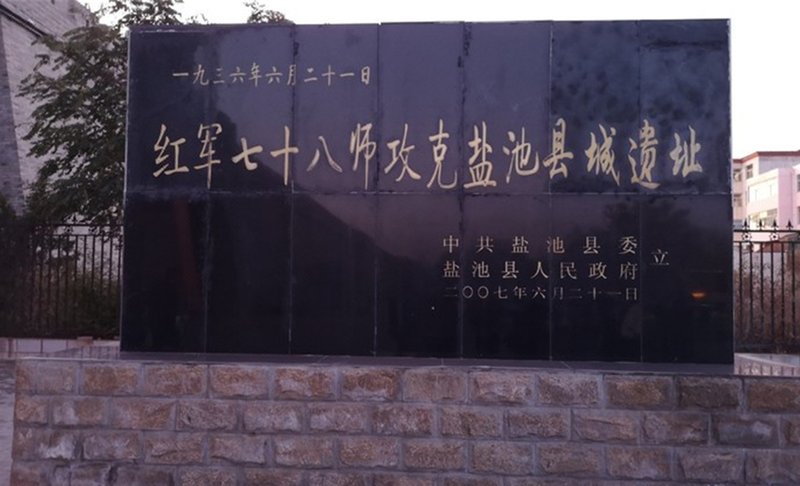 一九三六年六月二十一日
红军七十八师攻克盐池县城遗址
中共盐池县委
盐池县人民政府 立
二〇〇七年六月二十一日